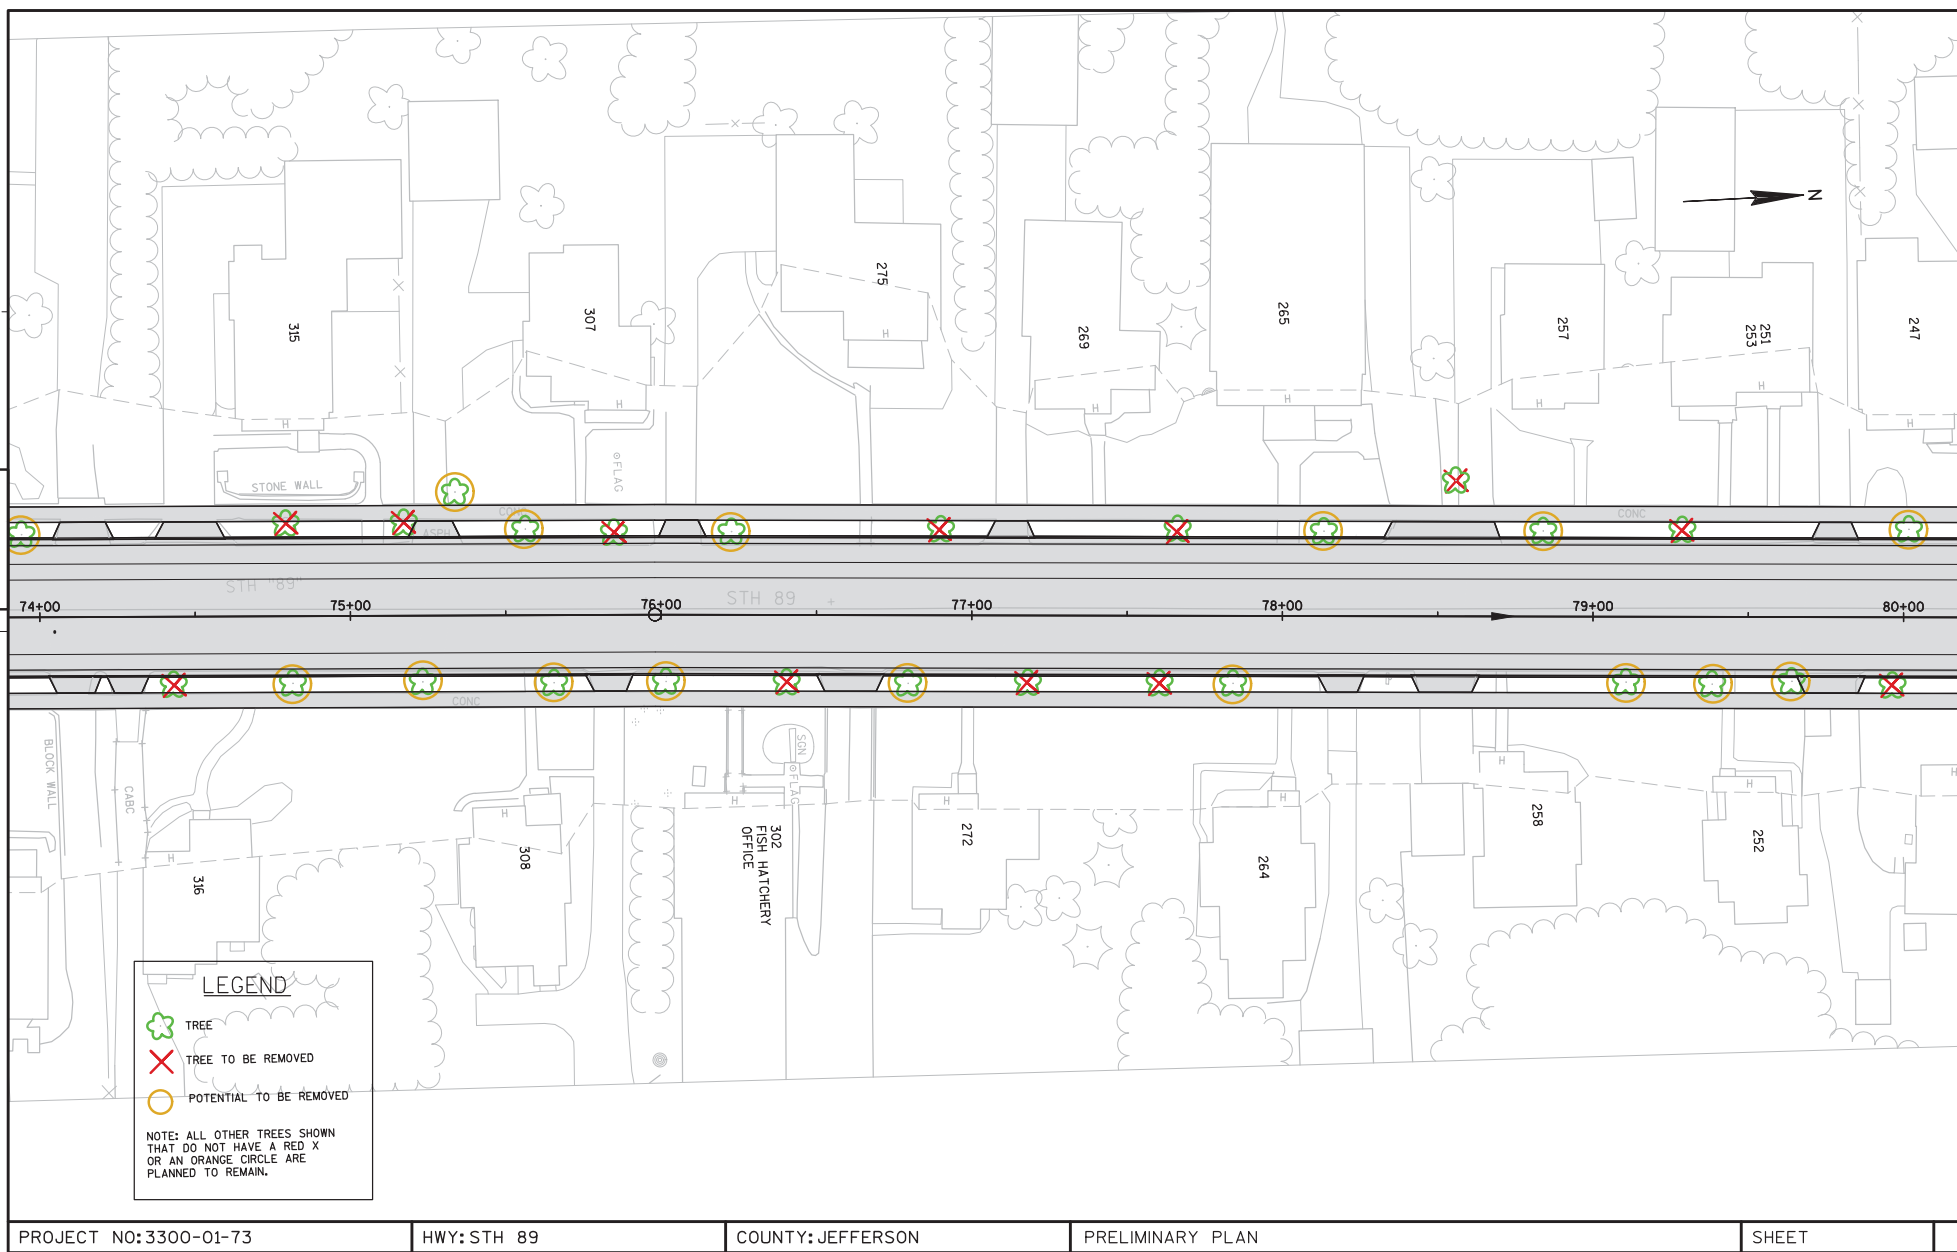 N
315
307
275
269
265
257
251
253
247
H
H
H
H
H
H
H
H
STONE WALL
FLAG
CONC
ASPH
CONC
STH "89"
STH 89
74+00
75+00
76+00
77+00
78+00
79+00
80+00
CONC
P
BLOCK WALL
CABC
SGN
FLAG
H
H
H
H
H
H
H
H
316
308
302
FISH HATCHERY
OFFICE
272
264
258
252
LEGEND
TREE
TREE TO BE REMOVED
POTENTIAL TO BE REMOVED
NOTE: ALL OTHER TREES SHOWN
THAT DO NOT HAVE A RED X
OR AN ORANGE CIRCLE ARE
PLANNED TO REMAIN.
PROJECT NO:3300-01-73
HWY:STH 89
COUNTY:JEFFERSON
PRELIMINARY PLAN
SHEET